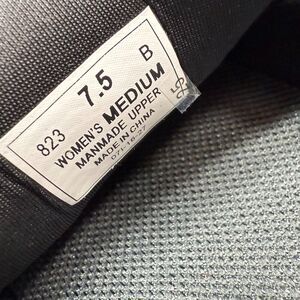 823 7.5 B
WOMEN'S MEDIUM
MANMADE UPPER
MADE IN CHINA